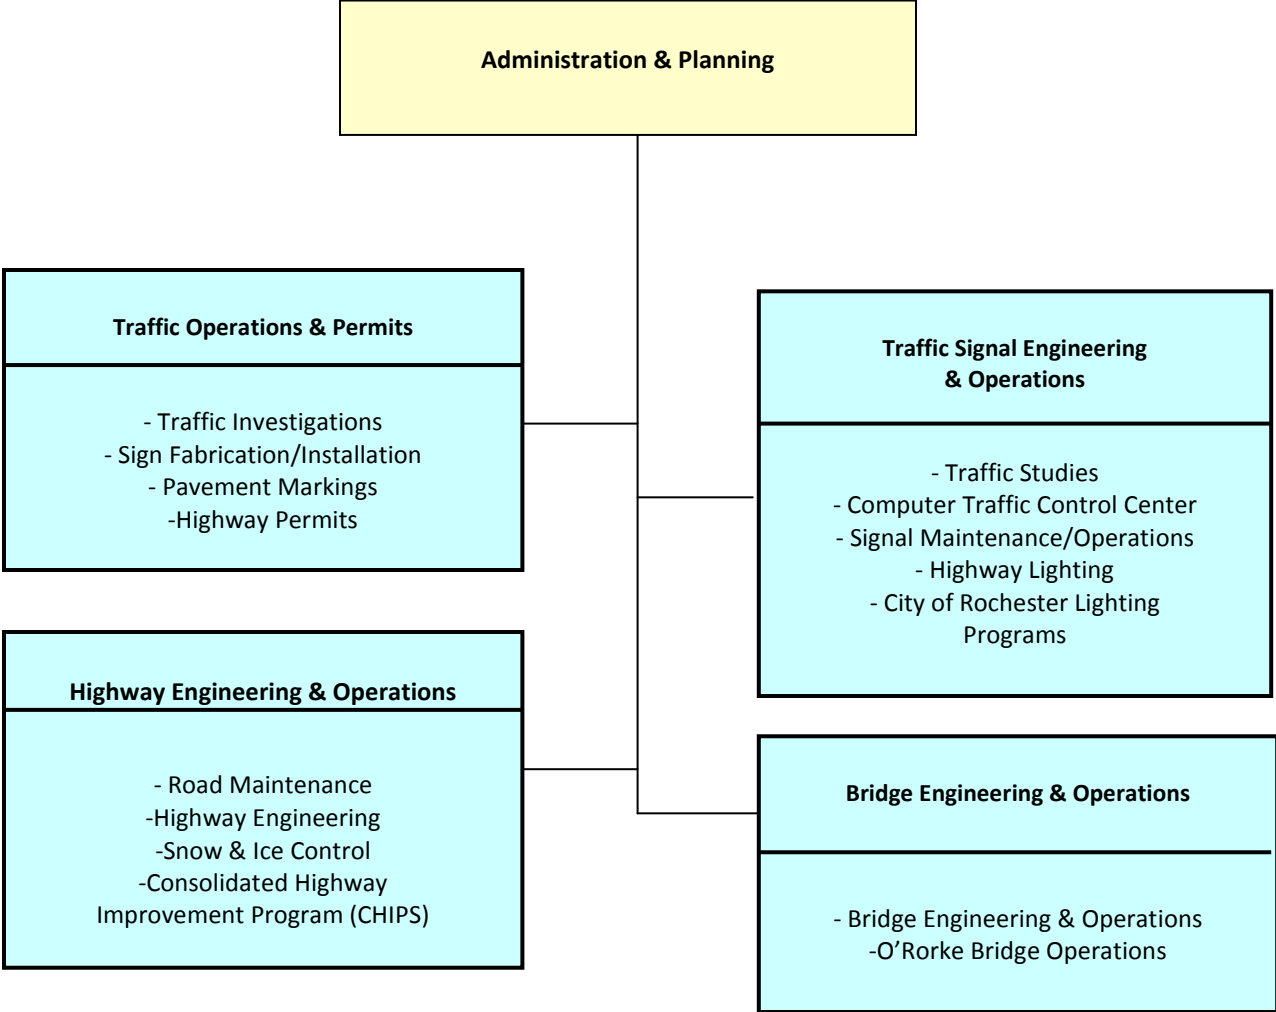 Administration & Planning
Traffic Operations & Permits
- Traffic Investigations
- Sign Fabrication/Installation
- Pavement Markings
-Highway Permits
Traffic Signal Engineering
& Operations
- Traffic Studies
- Computer Traffic Control Center
- Signal Maintenance/Operations
- Highway Lighting
- City of Rochester Lighting
Programs
Highway Engineering & Operations
- Road Maintenance
-Highway Engineering
-Snow & Ice Control
-Consolidated Highway
Improvement Program (CHIPS)
Bridge Engineering & Operations
- Bridge Engineering & Operations
-O’Rorke Bridge Operations